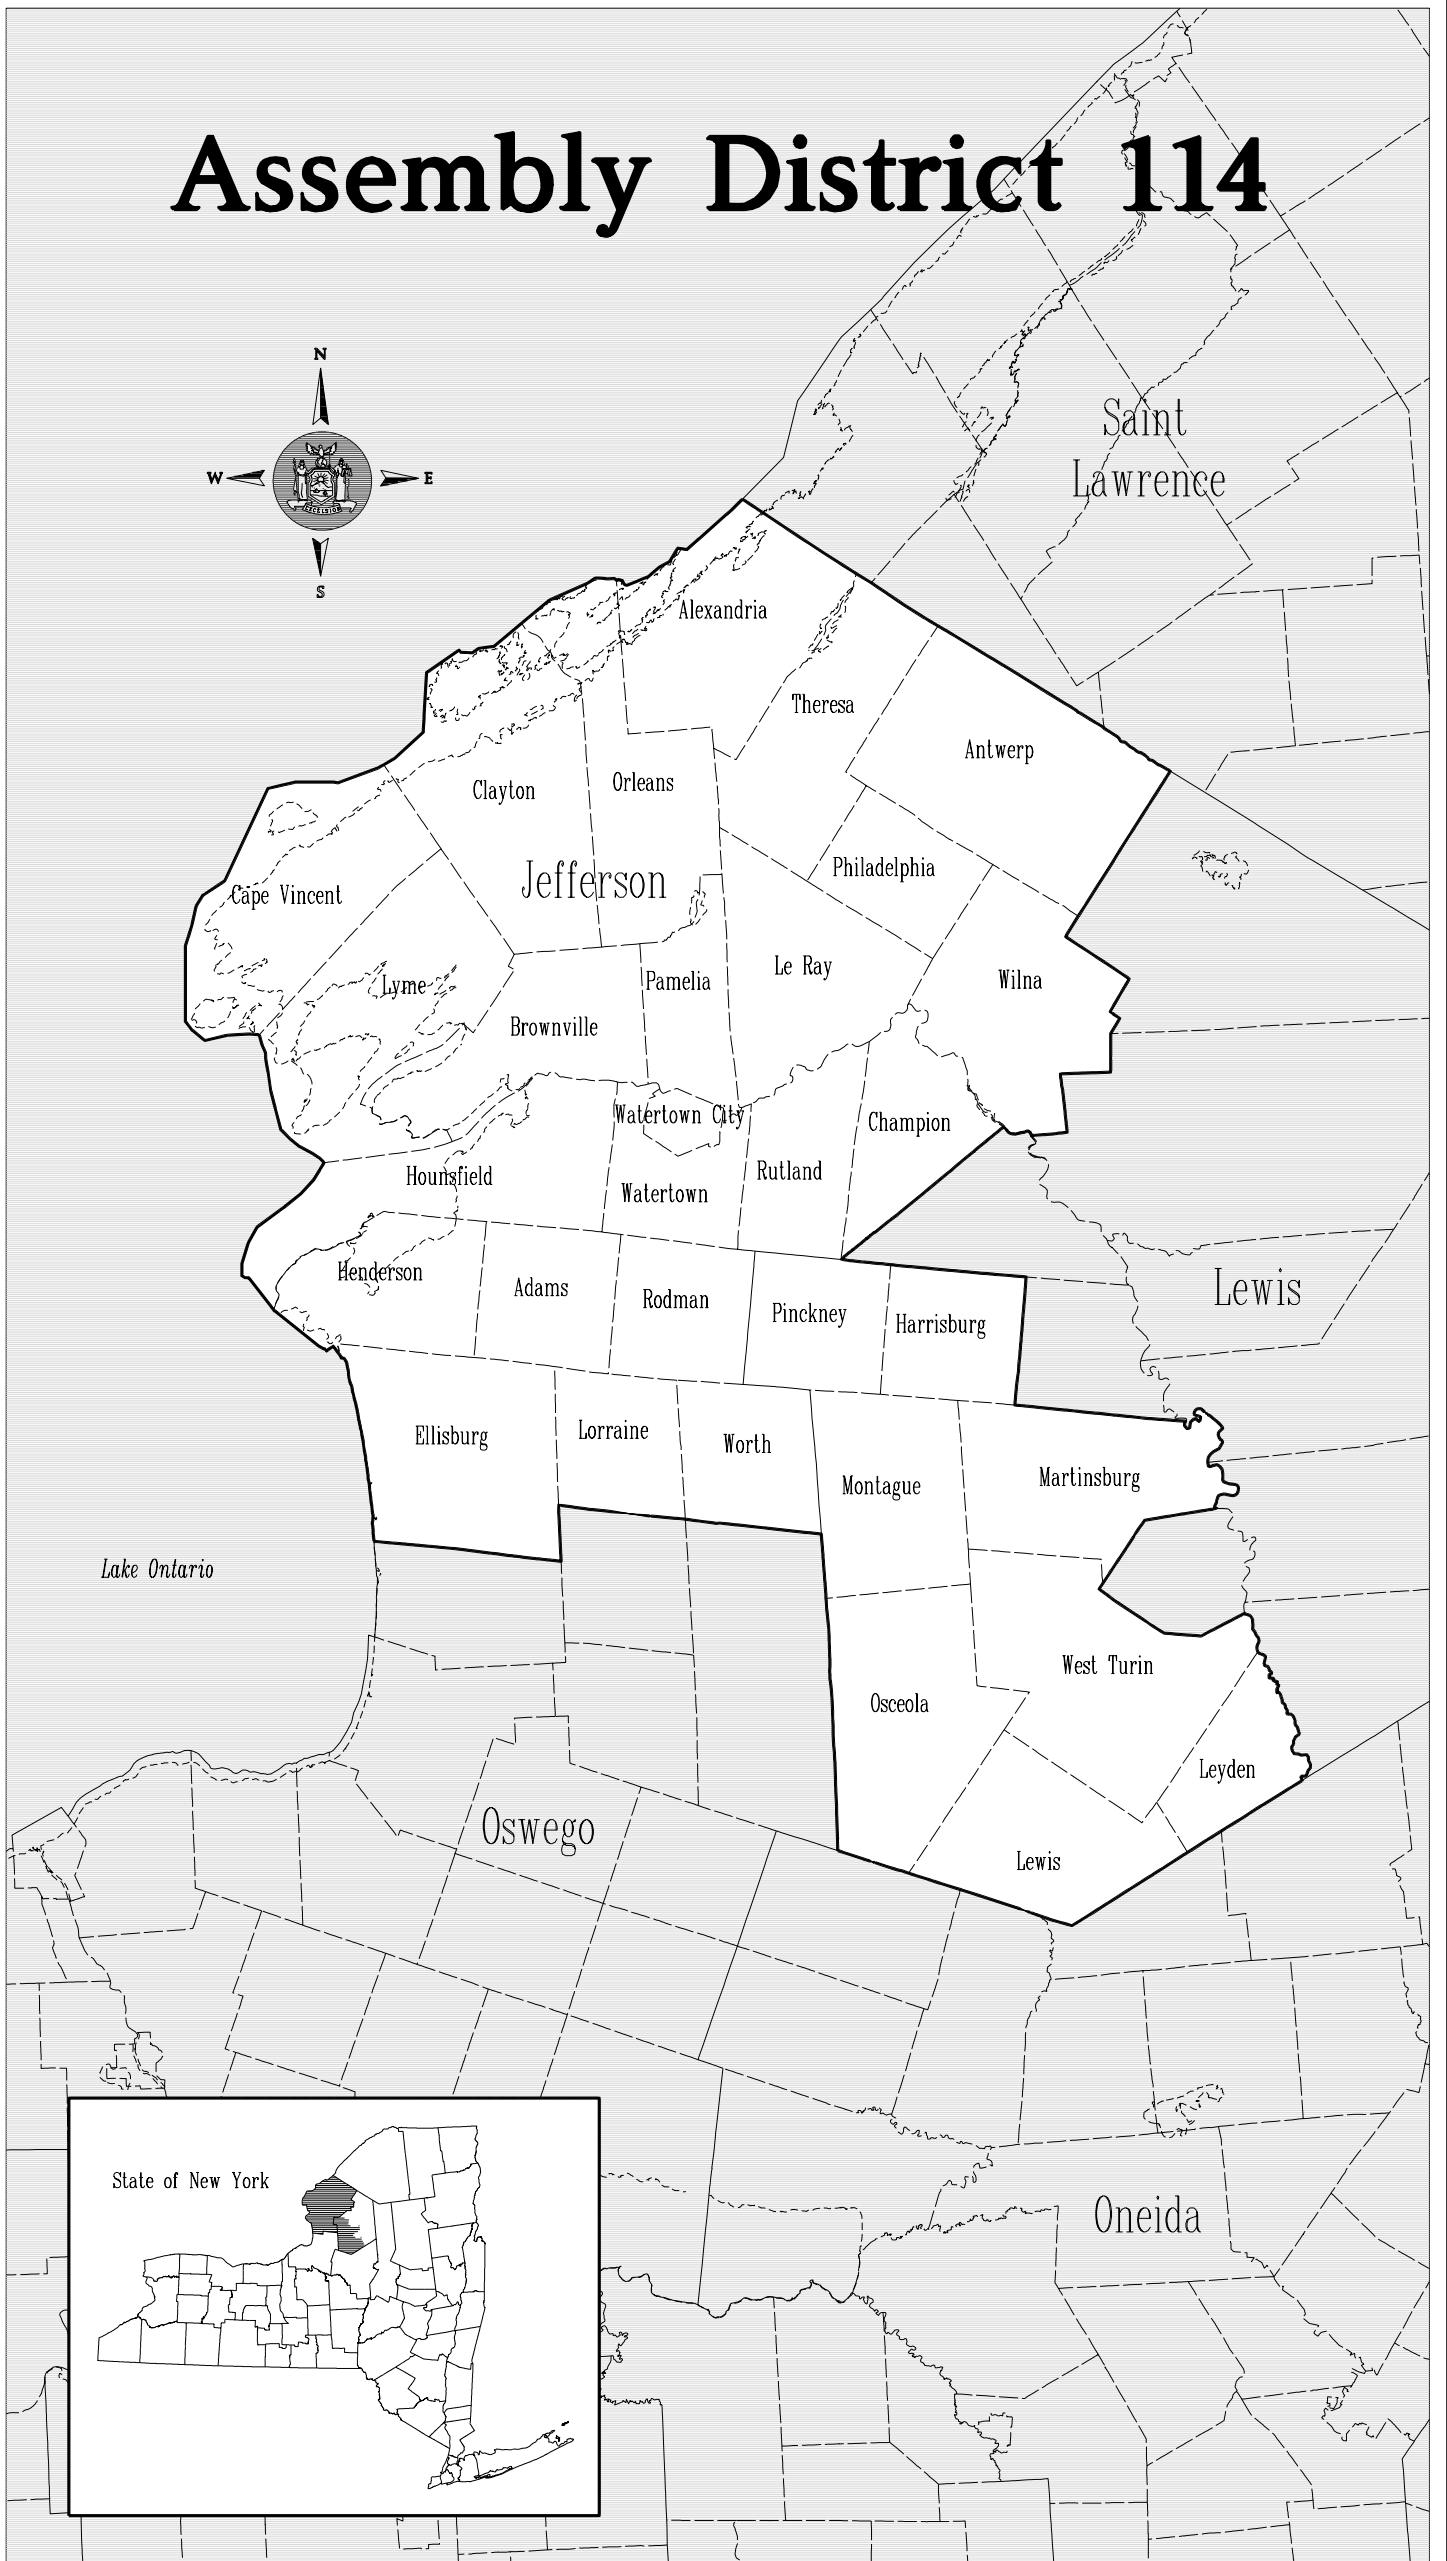 Assembly District 114
N
W
E
EXCELSIOR
S
Saint
Lawrence
Alexandria
Theresa
Antwerp
Clayton
Orleans
Jefferson
Philadelphia
Cape Vincent
Lyme
Pamelia
Le Ray
Wilna
Brownville
Watertown City
Champion
Hounsfield
Watertown
Rutland
Henderson
Adams
Rodman
Pinckney
Harrisburg
Lewis
Ellisburg
Lorraine
Worth
Montague
Martinsburg
Lake Ontario
West Turin
Osceola
Leyden
Oswego
Lewis
State of New York
Oneida